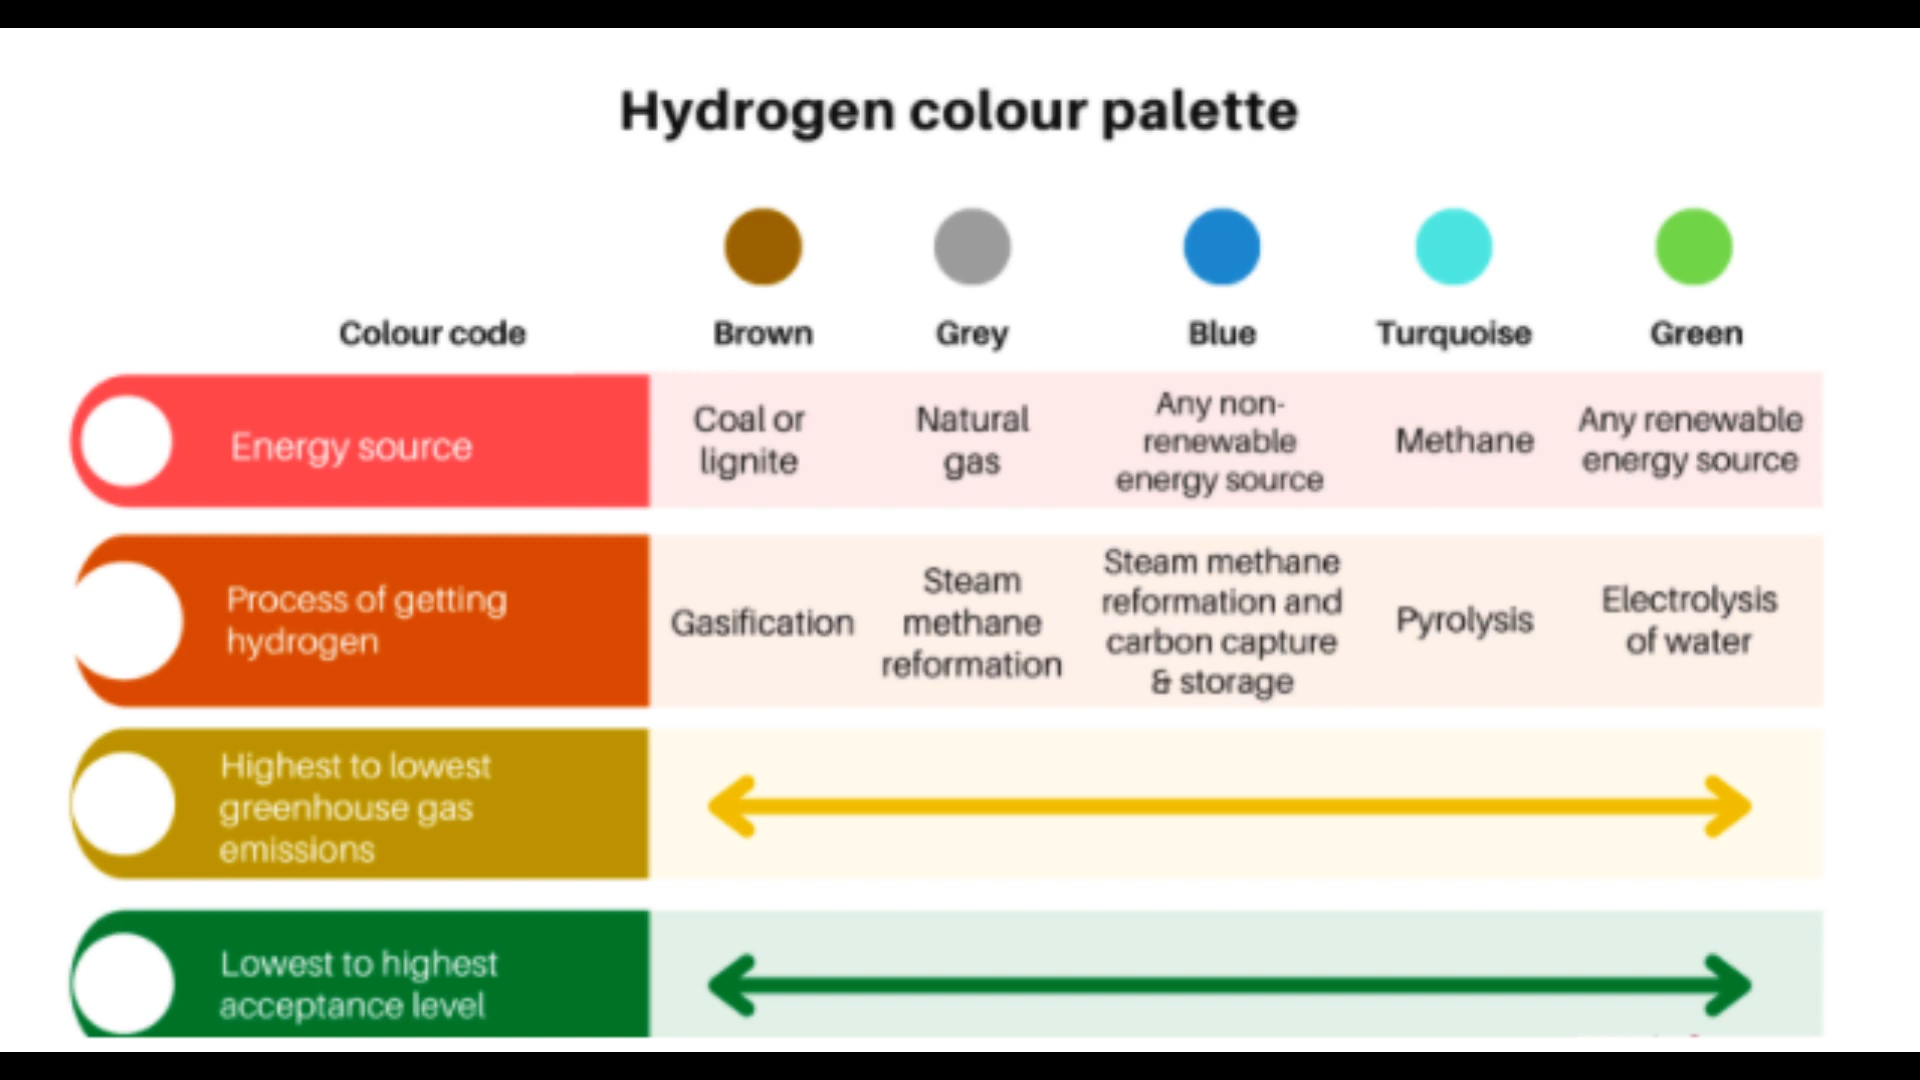 Hydrogen colour palette
Colour code
Brown
Grey
Blue
Turquoise
Green
Energy source
Coal or
lignite
Natural
gas
Any non-
renewable
energy source
Methane
Any renewable
energy source
Process of getting
hydrogen
Gasification
Steam
methane
reformation
Steam methane
reformation and
carbon capture
& storage
Pyrolysis
Electrolysis
of water
Highest to lowest
greenhouse gas
emissions
Lowest to highest
acceptance level